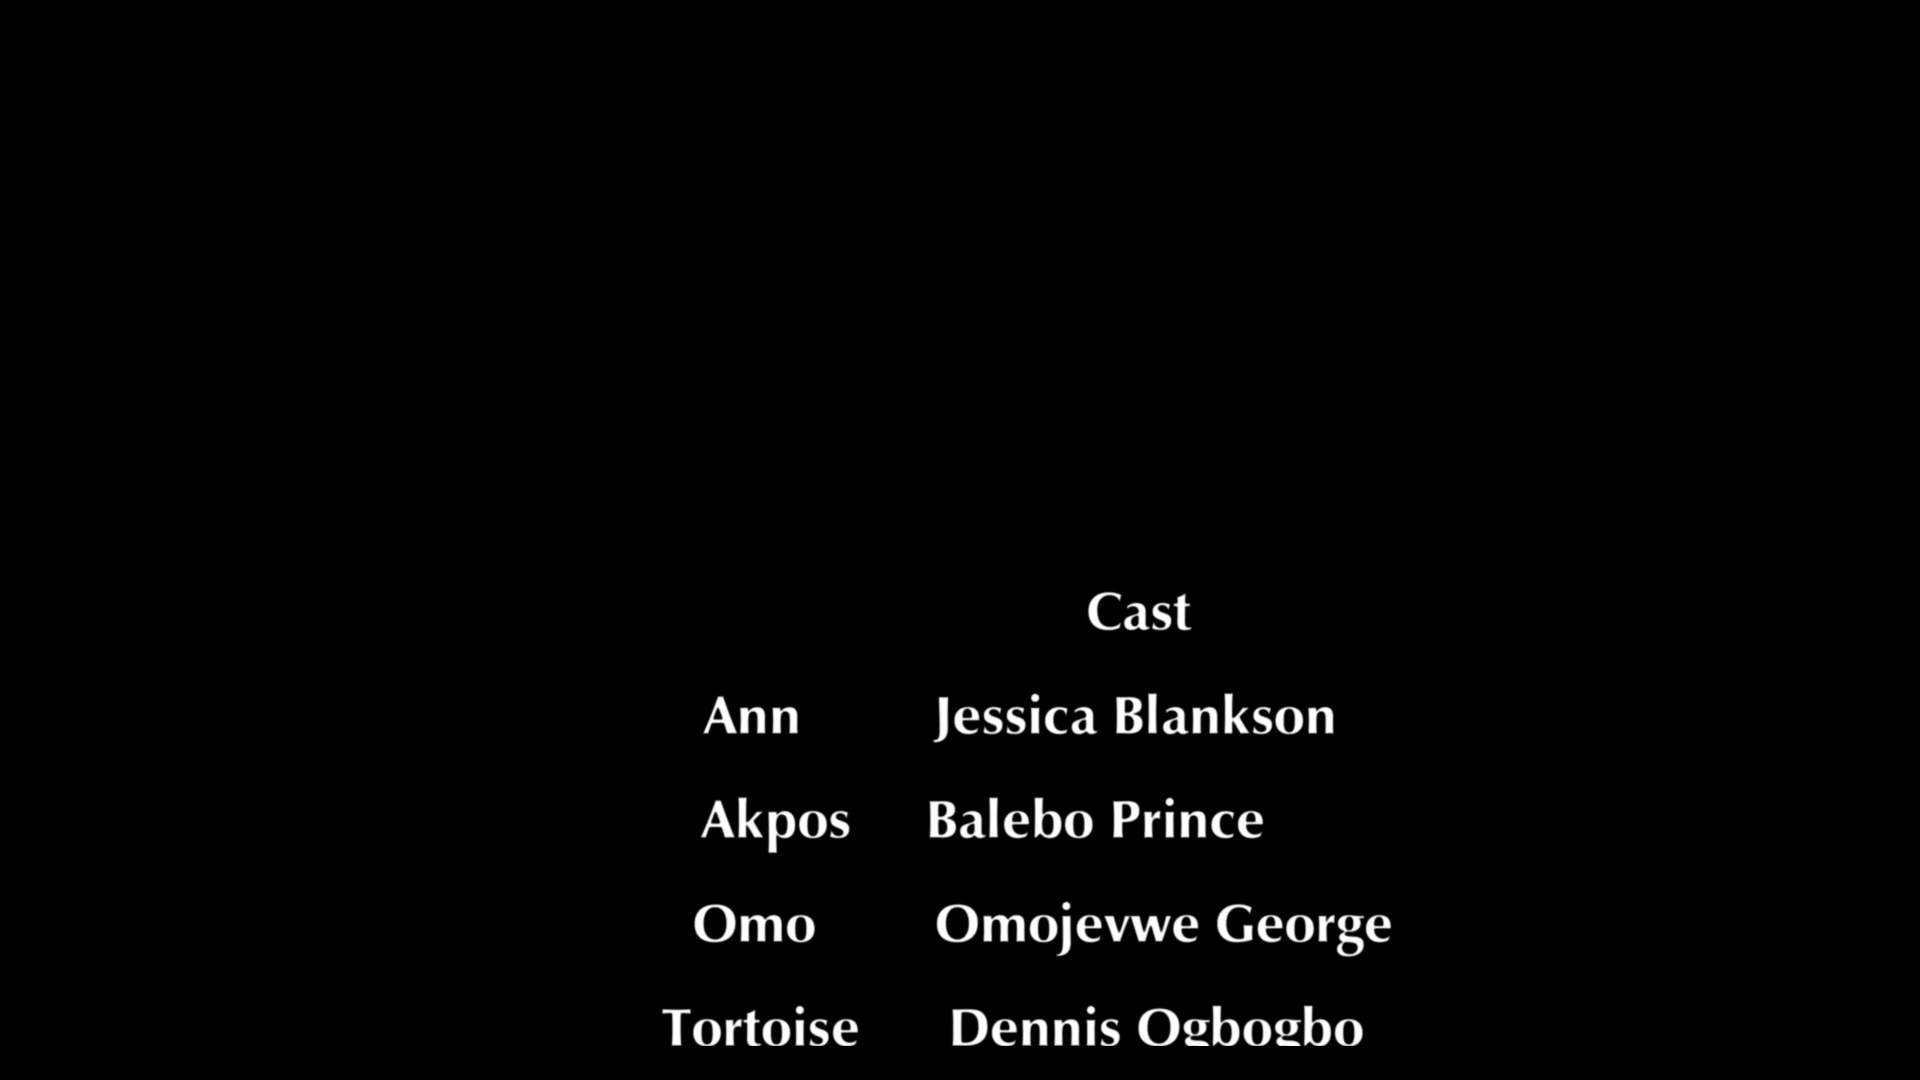 Cast
Ann Jessica Blankson
Akpos Balebo Prince
Omo Omojevwe George
Tortoise Dennis Ogbogbo